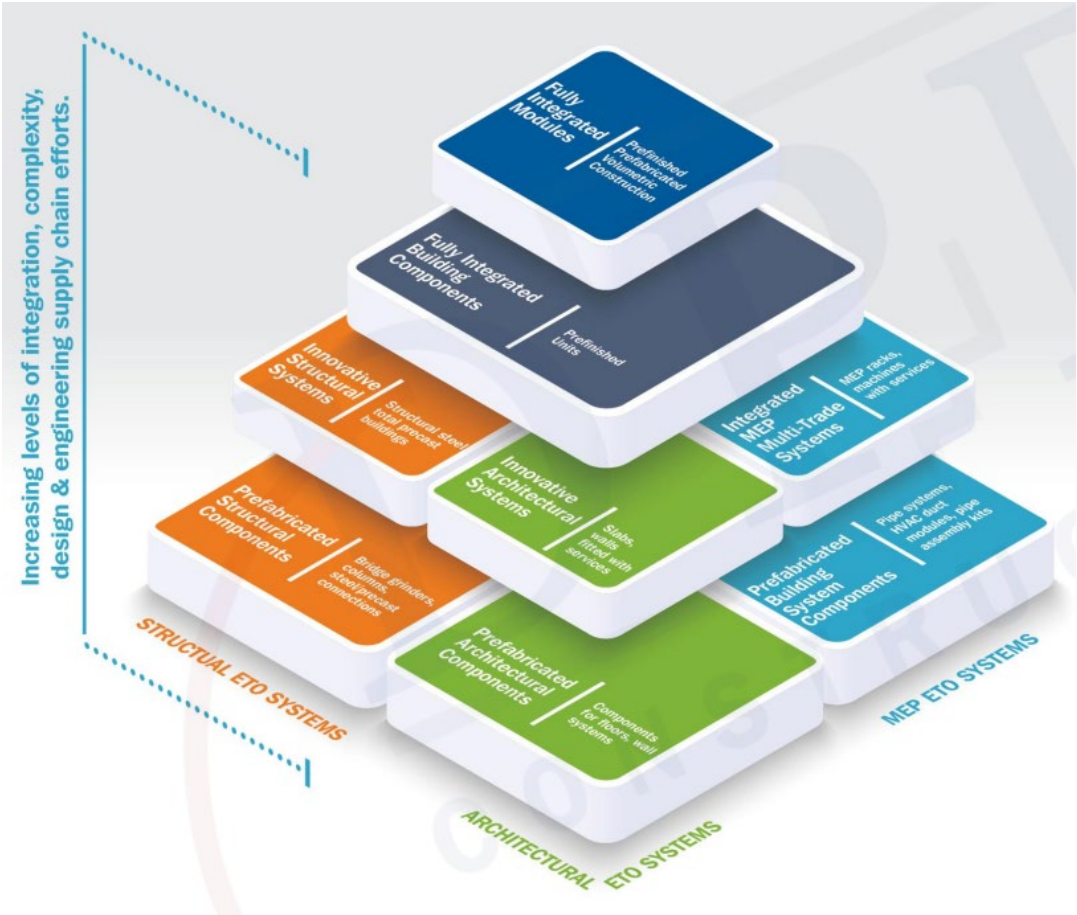 Increasing levels of integration, complexity,
design & engineering supply chain efforts.
Fully
Integrated
Modules
Prefinished
Prefabricated
Volumetric
Construction
Fully Integrated
Building
Components
Prefinished
Units
Innovative
Structural
Systems
Structural steel
total precast
buildings
Innovative
Architectural
Systems
Slabs,
walls
fitted with
services
Integrated
MEP
Multi-Trade
Systems
MEP racks,
machines
with services
Prefabricated
Structural
Components
Bridge grinders,
columns,
steel/precast
connections
Prefabricated
Architectural
Components
Components
for floors, wall
systems
Prefabricated
Building
System
Components
Pipe systems,
HVAC duct
modules, pipe
assembly kits
STRUCTUAL ETO SYSTEMS
ARCHITECTURAL ETO SYSTEMS
MEP ETO SYSTEMS